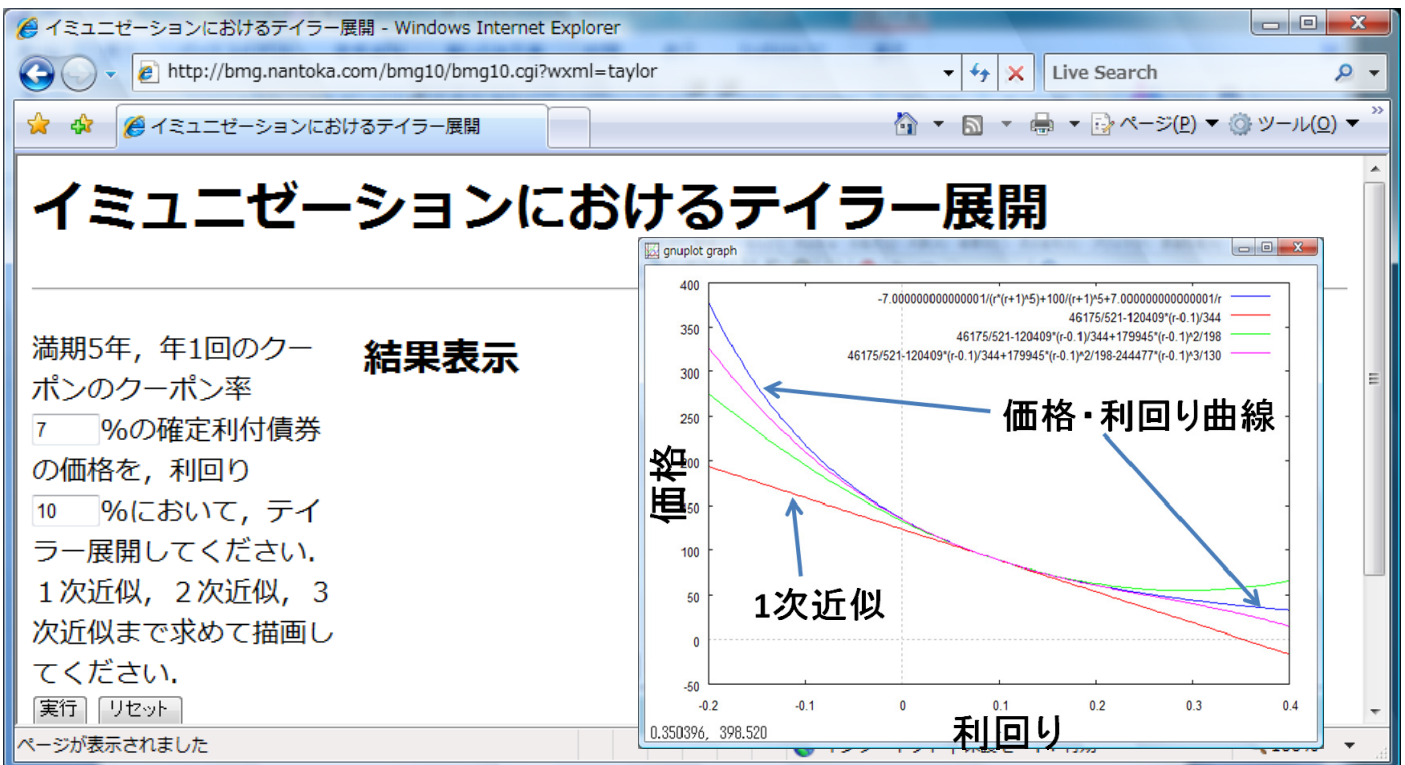 イミュニゼーションにおけるテイラー展開 - Windows Internet Explorer
http://bmg.nantoka.com/bmg10/bmg10.cgi?wxml=taylor
Live Search
イミュニゼーションにおけるテイラー展開
ページ(P)
ツール(O)
イミュニゼーションにおけるテイラー展開
満期5年，年1回のクー
ポンのクーポン率
7 %の確定利付債券
の価格を，利回り
10 %において，テイ
ラー展開してください．
１次近似，２次近似，３
次近似まで求めて描画し
てください．
実行 リセット
結果表示
gnuplot graph
-7.000000000000001/(r*(r+1)^5)+100/(r+1)^5+7.000000000000001/r
46175/521-120409*(r-0.1)/344
46175/521-120409*(r-0.1)/344+179945*(r-0.1)^2/198
46175/521-120409*(r-0.1)/344+179945*(r-0.1)^2/198-244477*(r-0.1)^3/130
400
350
300
250
200
150
100
50
0
-50
-0.2 -0.1 0 0.1 0.2 0.3 0.4
価格・利回り曲線
1次近似
価格
利回り
0.350396, 398.520
ページが表示されました